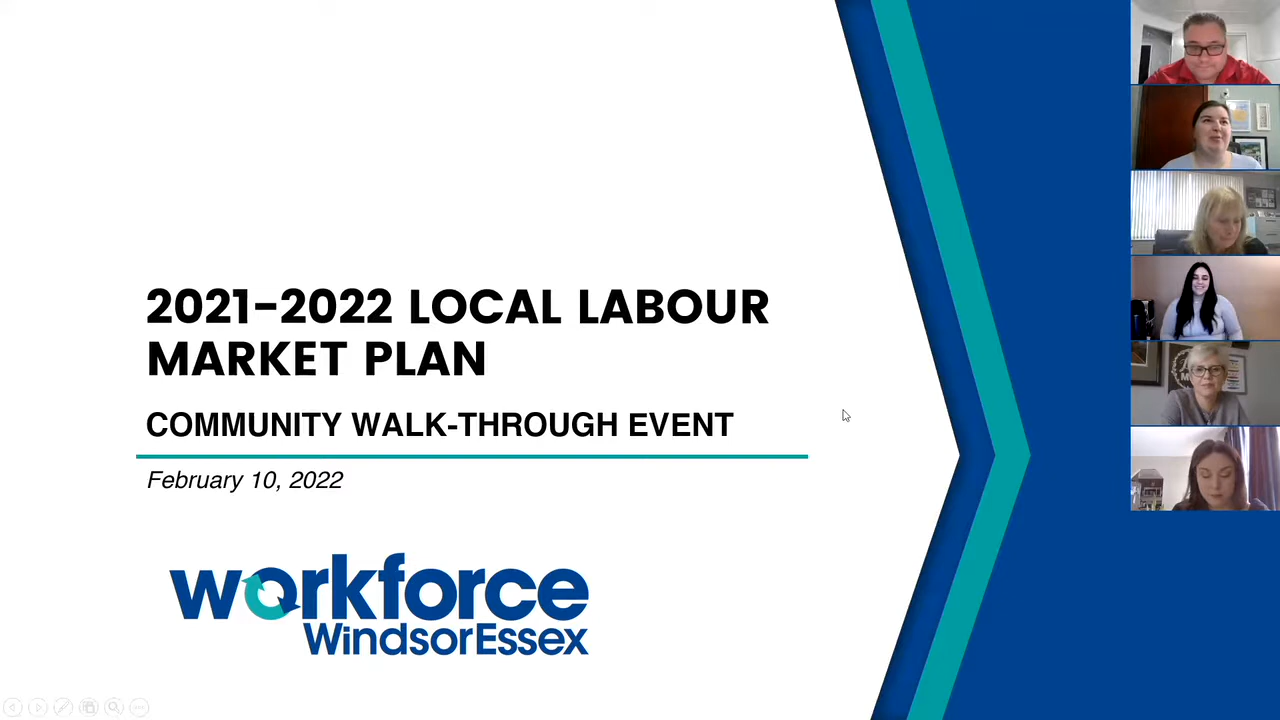 2021-2022 LOCAL LABOUR
MARKET PLAN
COMMUNITY WALK-THROUGH EVENT
February 10, 2022
workforce
WindsorEssex